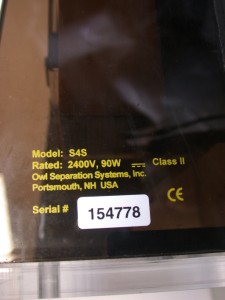 Model: S4S
Rated: 2400V, 90W ⎓ Class II
Owl Separation Systems, Inc.
Portsmouth, NH USA
Serial # 154778
CE